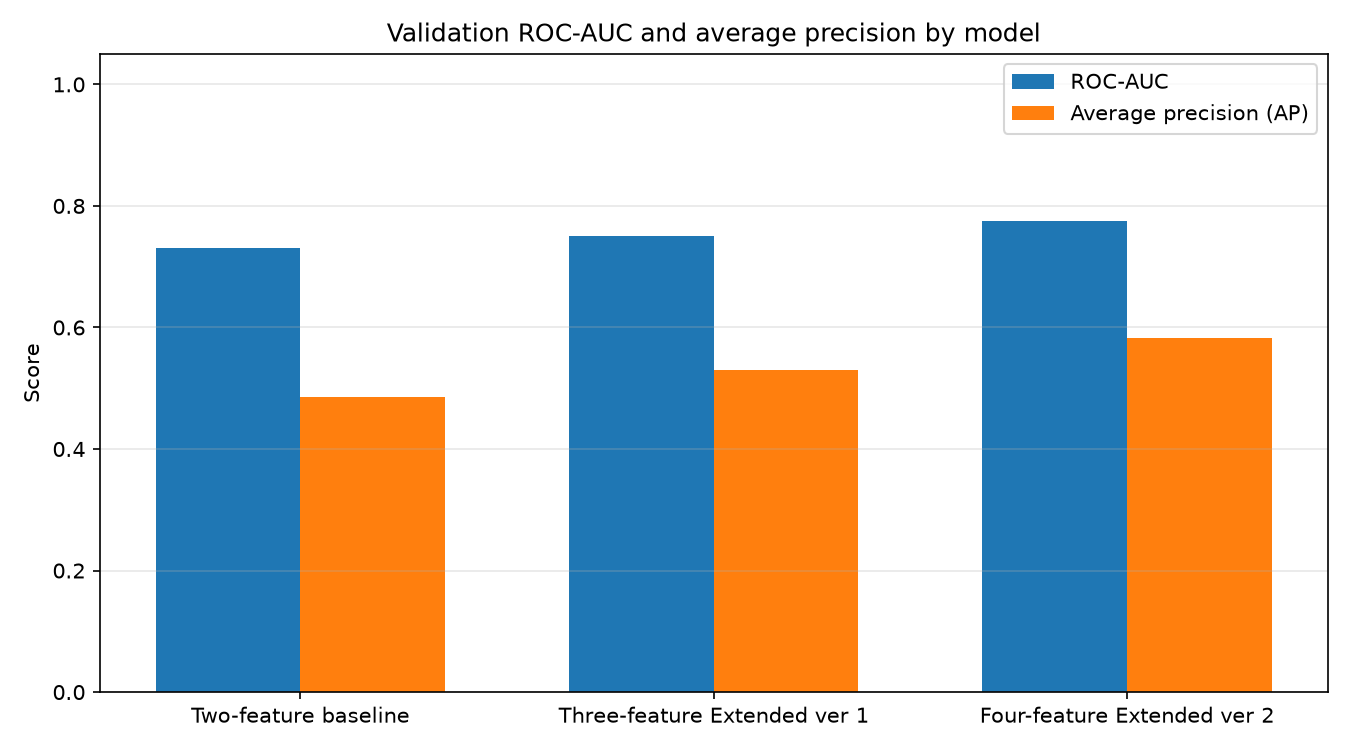 Validation ROC-AUC and average precision by model
ROC-AUC
Average precision (AP)
1.0
0.8
0.6
0.4
0.2
0.0
Score
Two-feature baseline
Three-feature Extended ver 1
Four-feature Extended ver 2